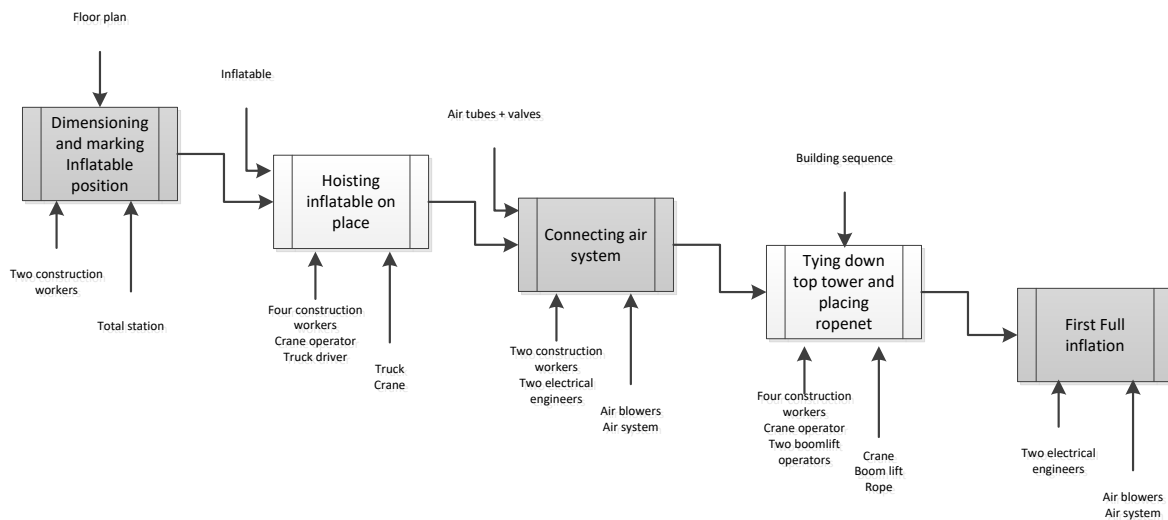 Floor plan
Dimensioning
and marking
Inflatable
position
Two construction
workers
Total station
Inflatable
Hoisting
inflatable on
place
Four construction
workers
Crane operator
Truck driver
Truck
Crane
Air tubes + valves
Connecting air
system
Two construction
workers
Two electrical
engineers
Air blowers
Air system
Building sequence
Tying down
top tower and
placing
ropenet
Four construction
workers
Crane operator
Two boomlift
operators
Crane
Boom lift
Rope
First Full
inflation
Two electrical
engineers
Air blowers
Air system